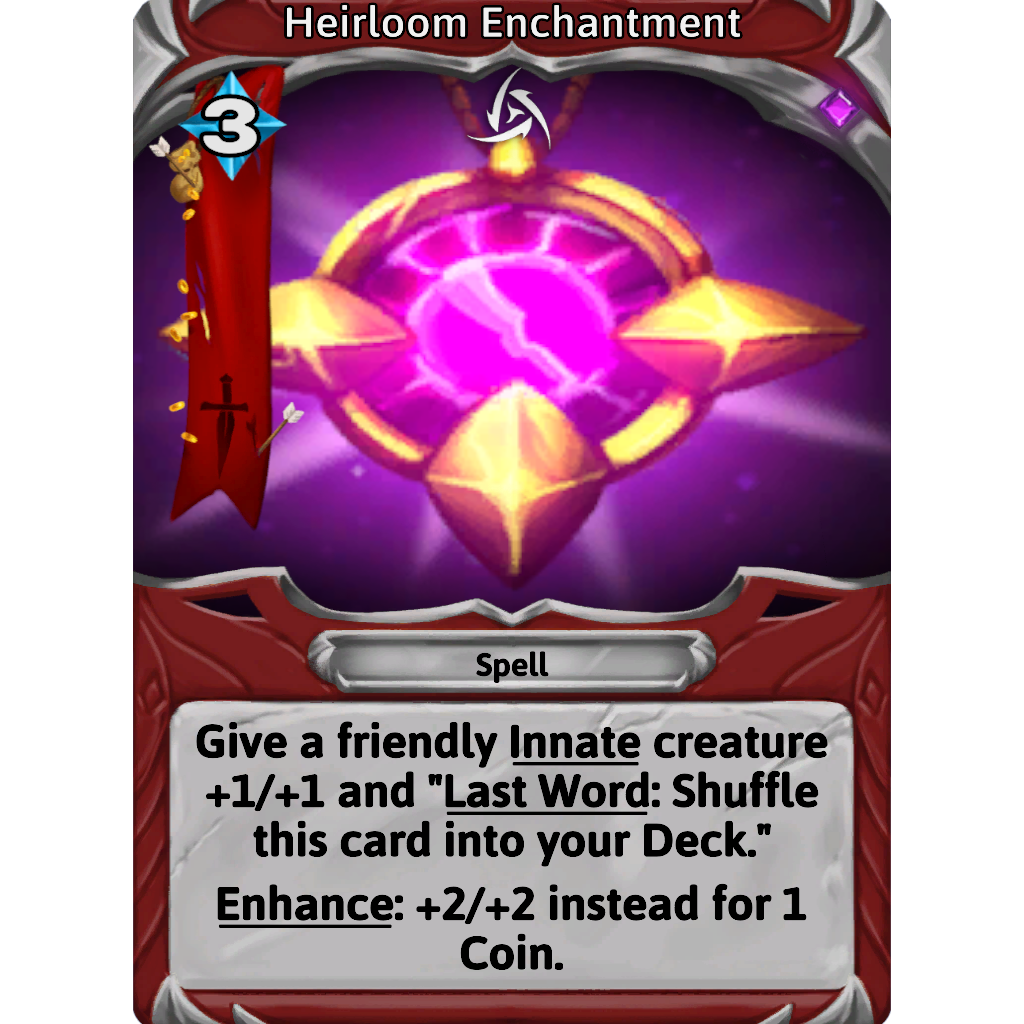 Heirloom Enchantment
3
Spell
Give a friendly Innate creature
+1/+1 and "Last Word: Shuffle
this card into your Deck."
Enhance: +2/+2 instead for 1
Coin.